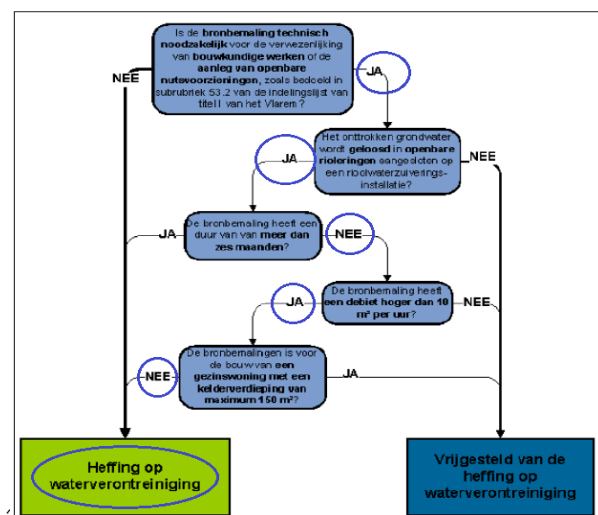 Is de bronbemaling technisch
noodzakelijk voor de verwezenlijking
van bouwkundige werken of de
aanleg van openbare
nutsvoorzieningen, zoals bedoeld in
subrubriek 53.2 van de indelingslijst van
titel I van het Vlarem?
NEE
JA
Het onttrokken grondwater
wordt geloosd in openbare
rioleringen aangesloten op
een rioolwaterzuiverings-
installatie?
JA
NEE
De bronbemaling heeft een
duur van van meer dan
zes maanden?
JA
NEE
De bronbemaling heeft
een debiet hoger dan 10
m³ per uur?
JA
NEE
De bronbemalingen is voor
de bouw van een
gezinswoning met een
kelderverdieping van
maximum 150 m²?
NEE
JA
Heffing op
waterverontreiniging
Vrijgesteld van de
heffing op
waterverontreiniging